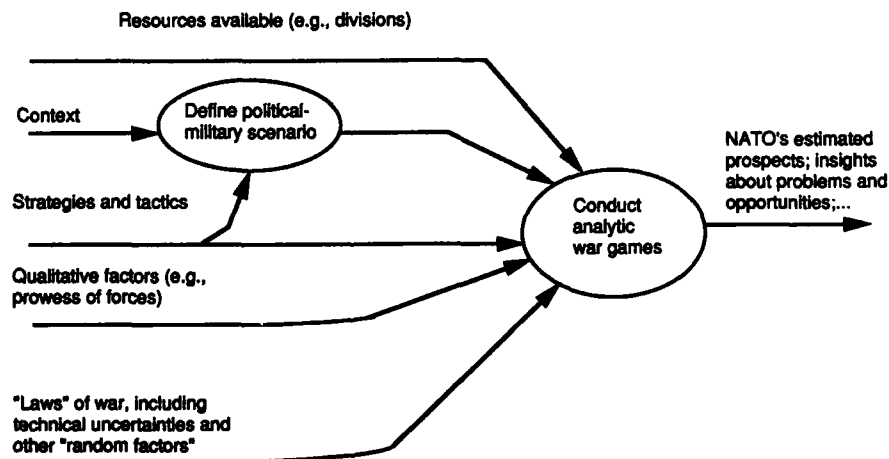 Resources available (e.g., divisions)
Context
Define political-
military scenario
NATO's estimated
prospects; insights
about problems and
opportunities;...
Strategies and tactics
Conduct
analytic
war games
Qualitative factors (e.g.,
prowess of forces)
"Laws" of war, including
technical uncertainties and
other "random factors"